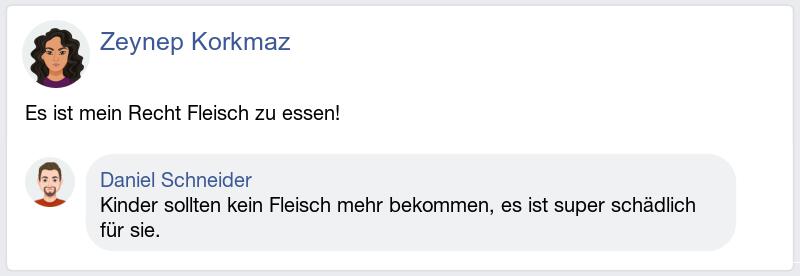 Zeynep Korkmaz
Es ist mein Recht Fleisch zu essen!
Daniel Schneider
Kinder sollten kein Fleisch mehr bekommen, es ist super schädlich
für sie.